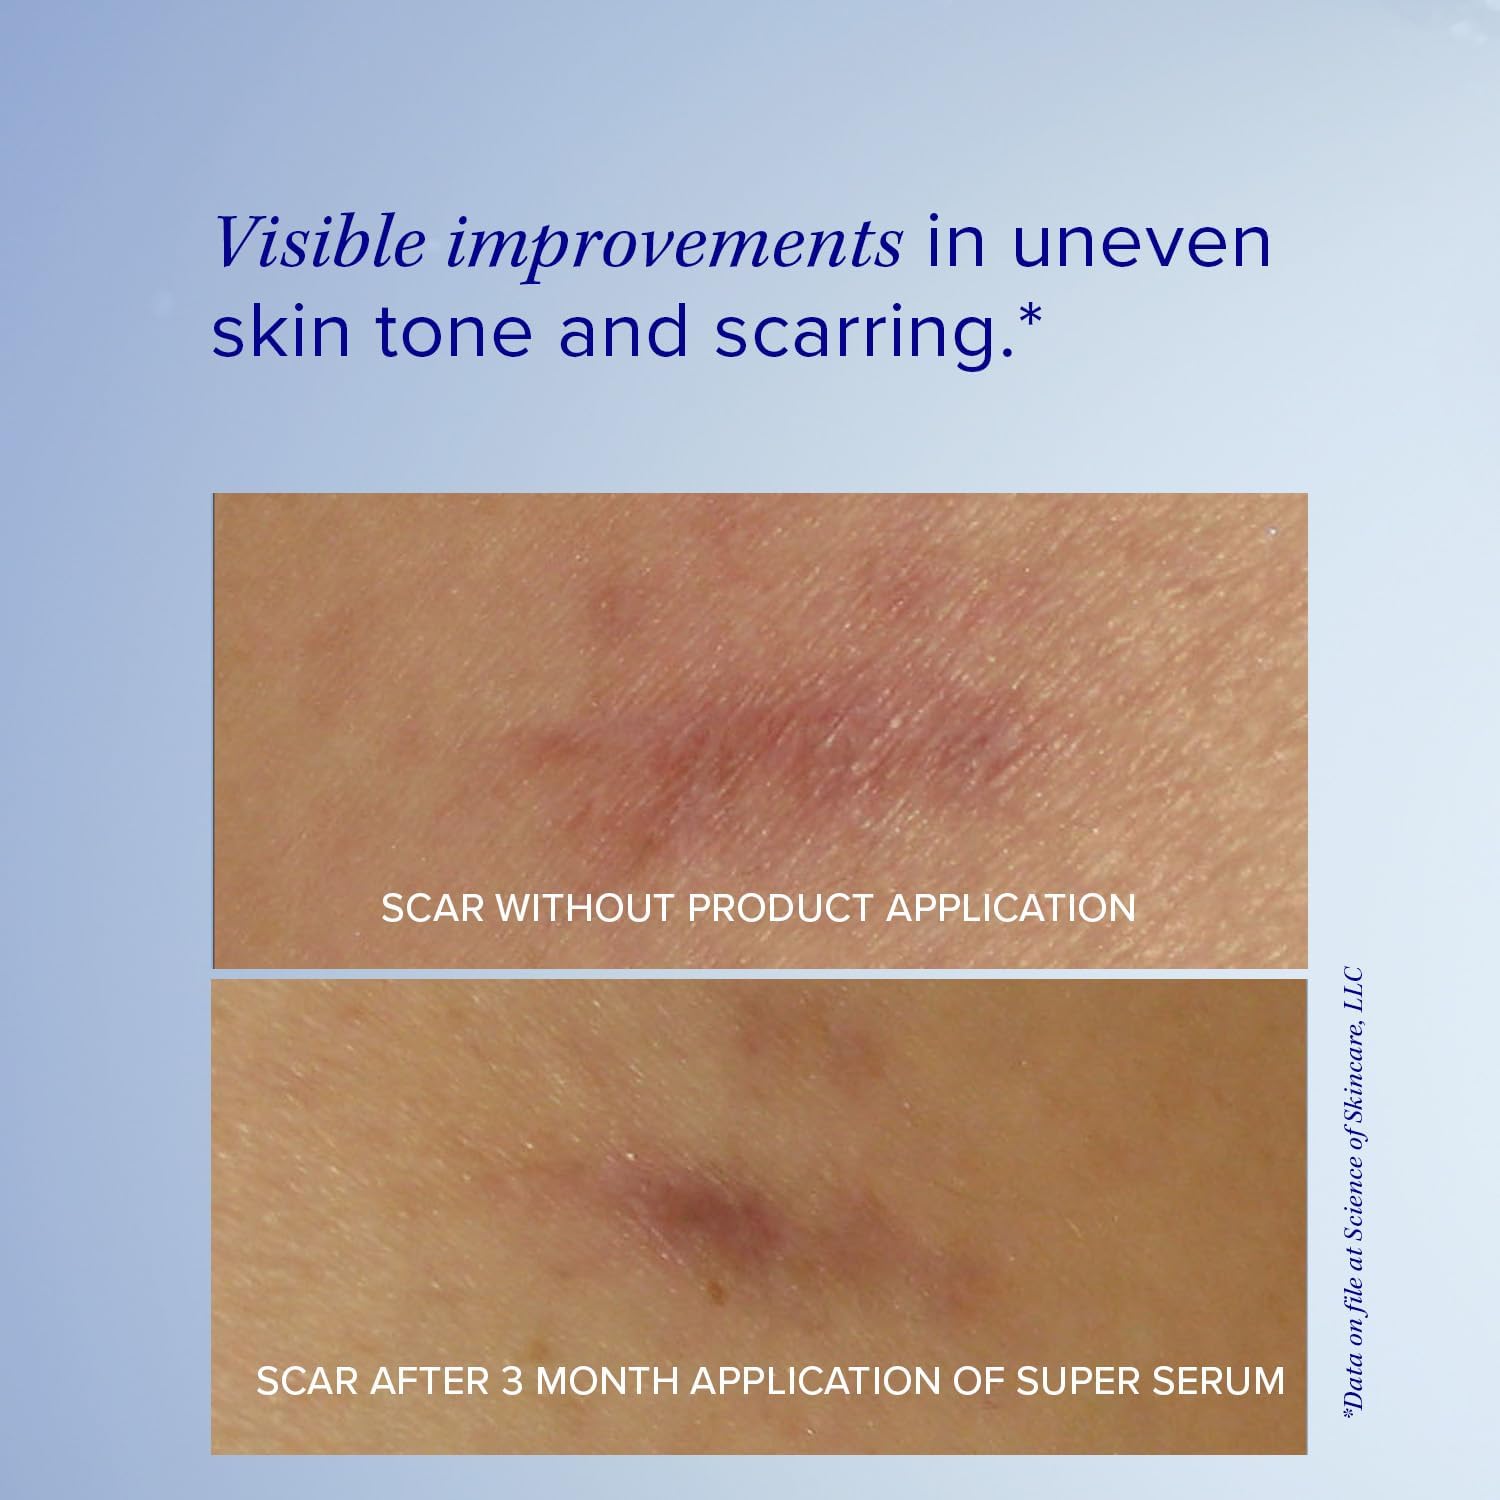 Visible improvements in uneven
skin tone and scarring.*
SCAR WITHOUT PRODUCT APPLICATION
SCAR AFTER 3 MONTH APPLICATION OF SUPER SERUM
*Data on file at Science of Skincare, LLC